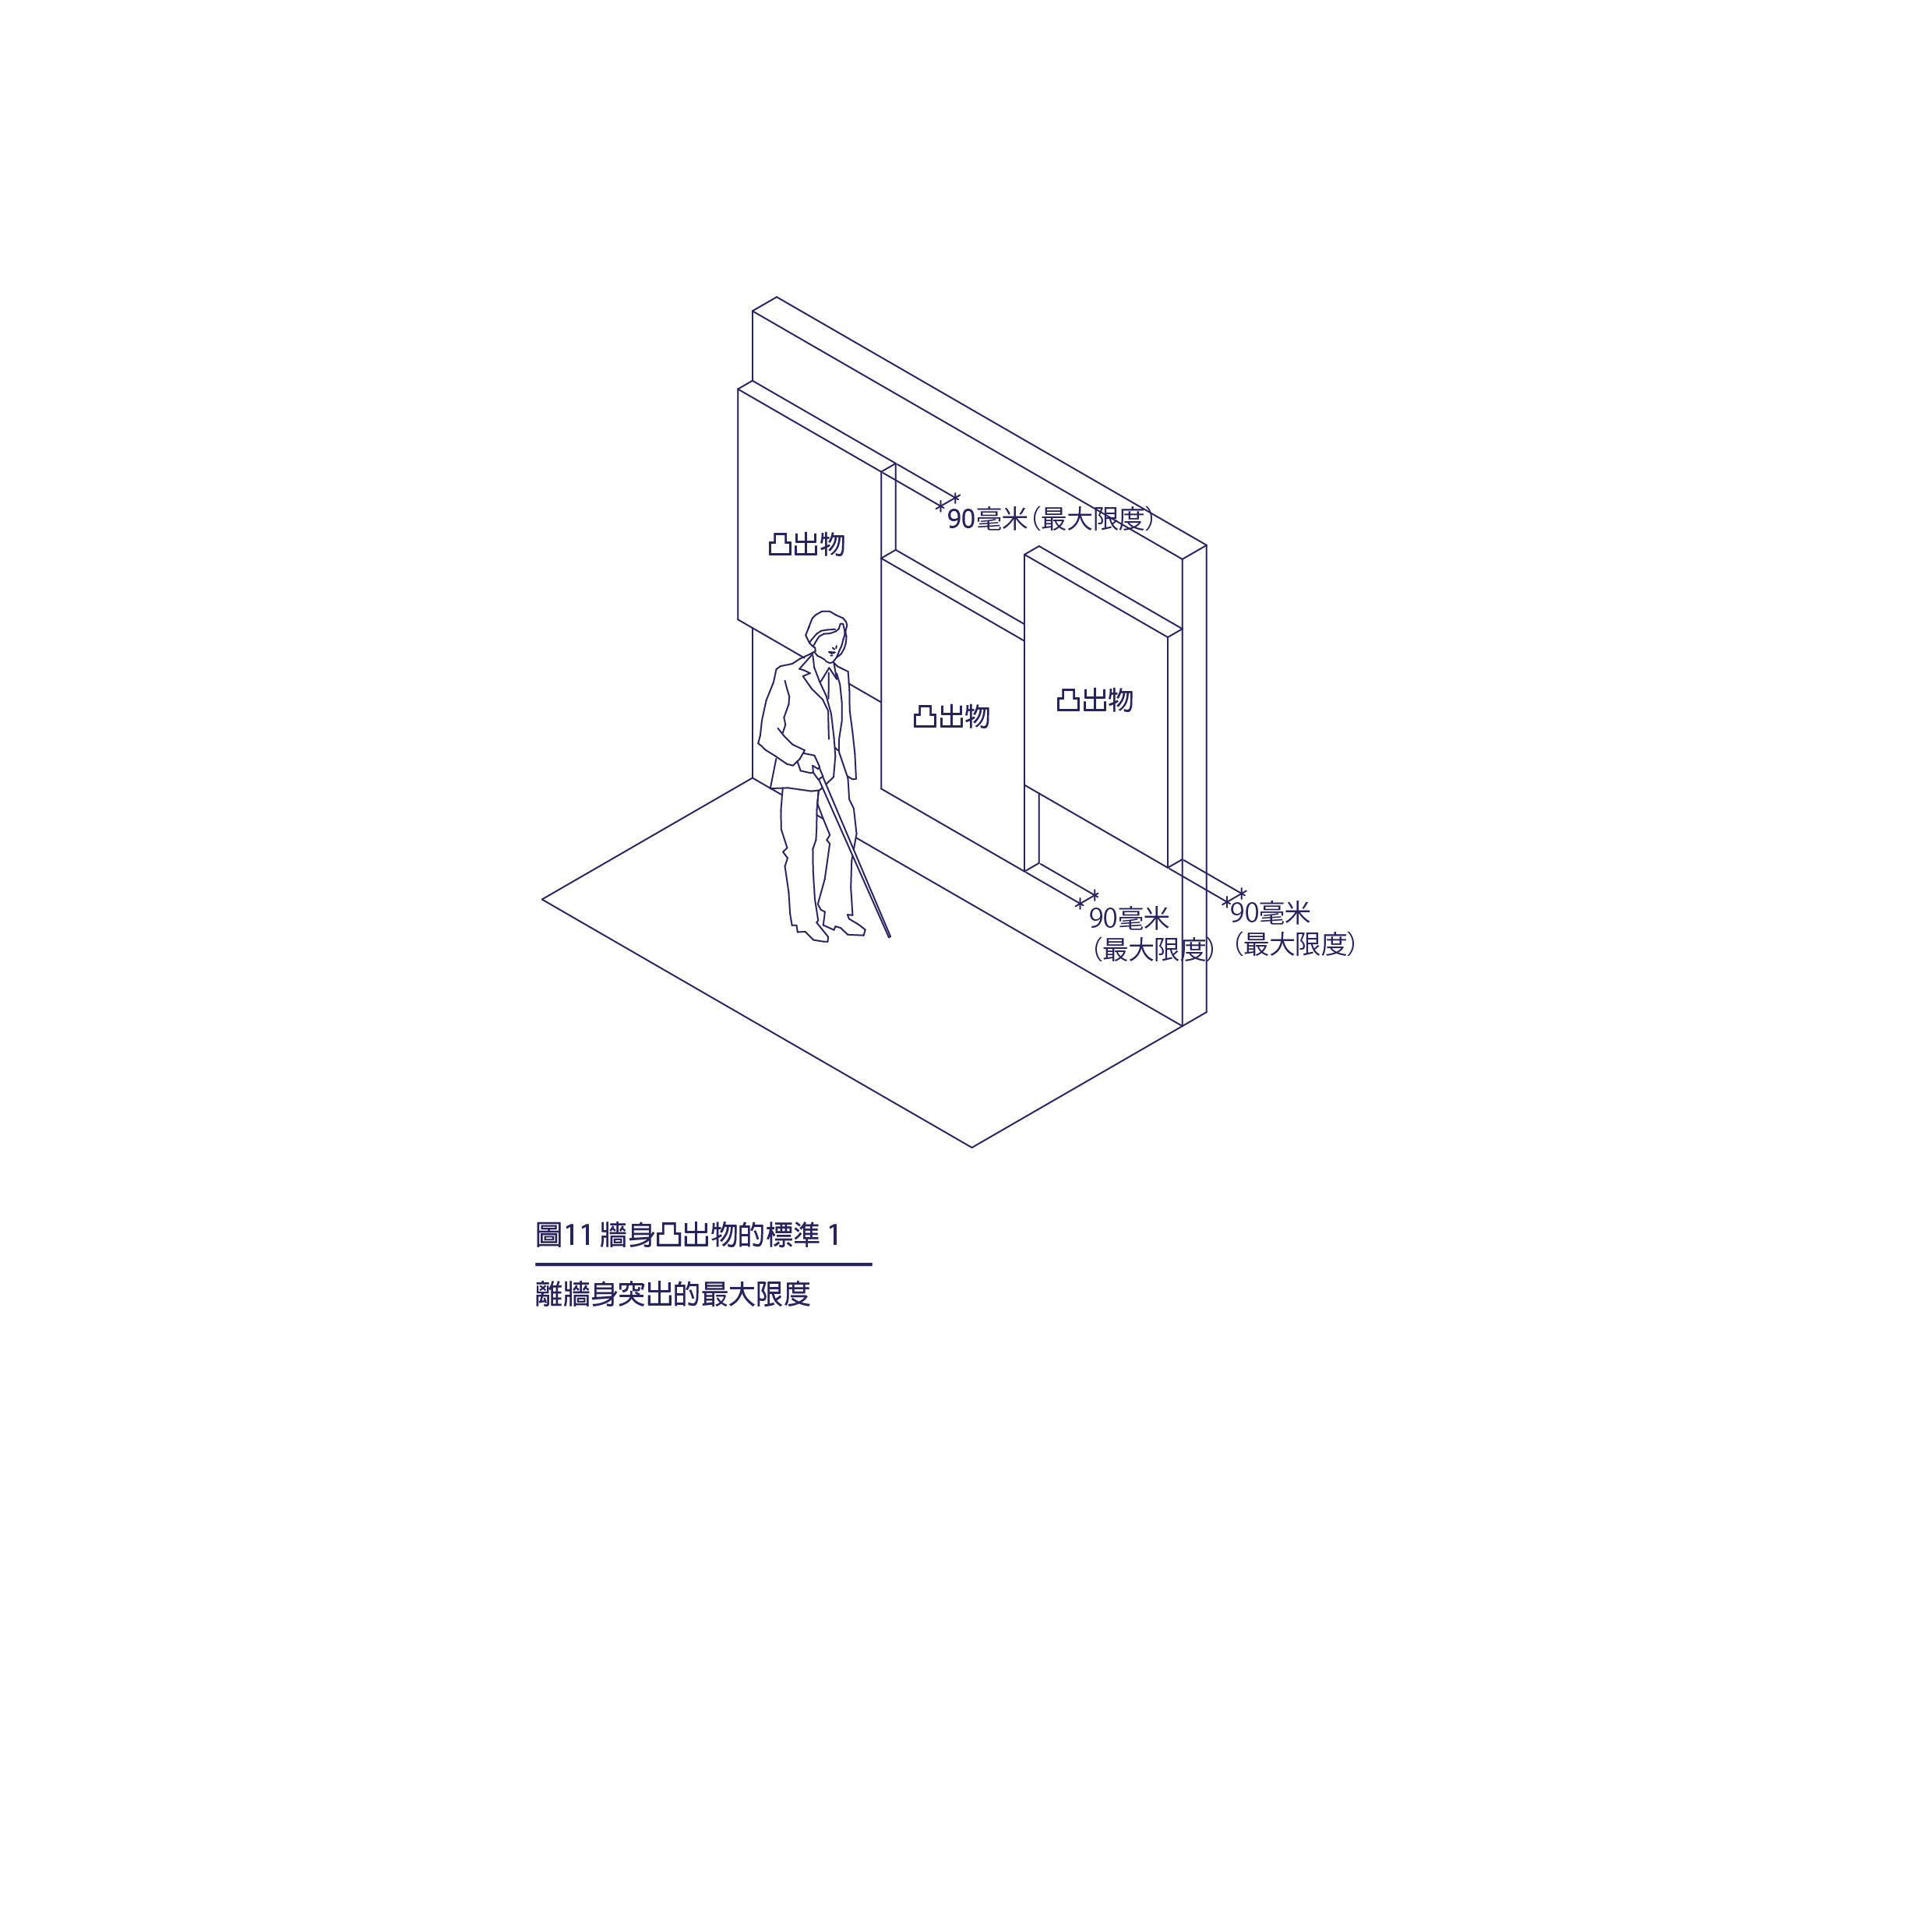 90毫米（最大限度）
凸出物
凸出物
凸出物
90毫米
（最大限度）
90毫米
（最大限度）
圖11 牆身凸出物的標準 1
離牆身突出的最大限度